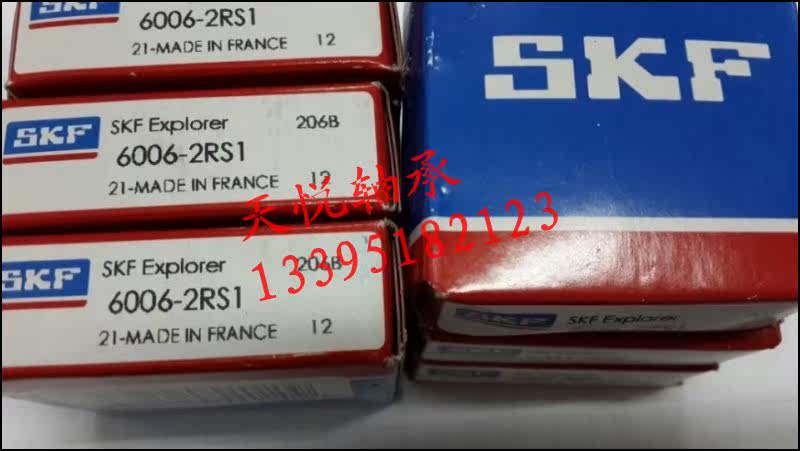 SKF
6006-2RS1
21-MADE IN FRANCE 12
SKF
SKF Explorer 206B
6006-2RS1
21-MADE IN FRANCE 12
SKF
SKF Explorer 206B
6006-2RS1
21-MADE IN FRANCE 12
SKF
SKF SKF Explorer
天悦轴承
13395182123